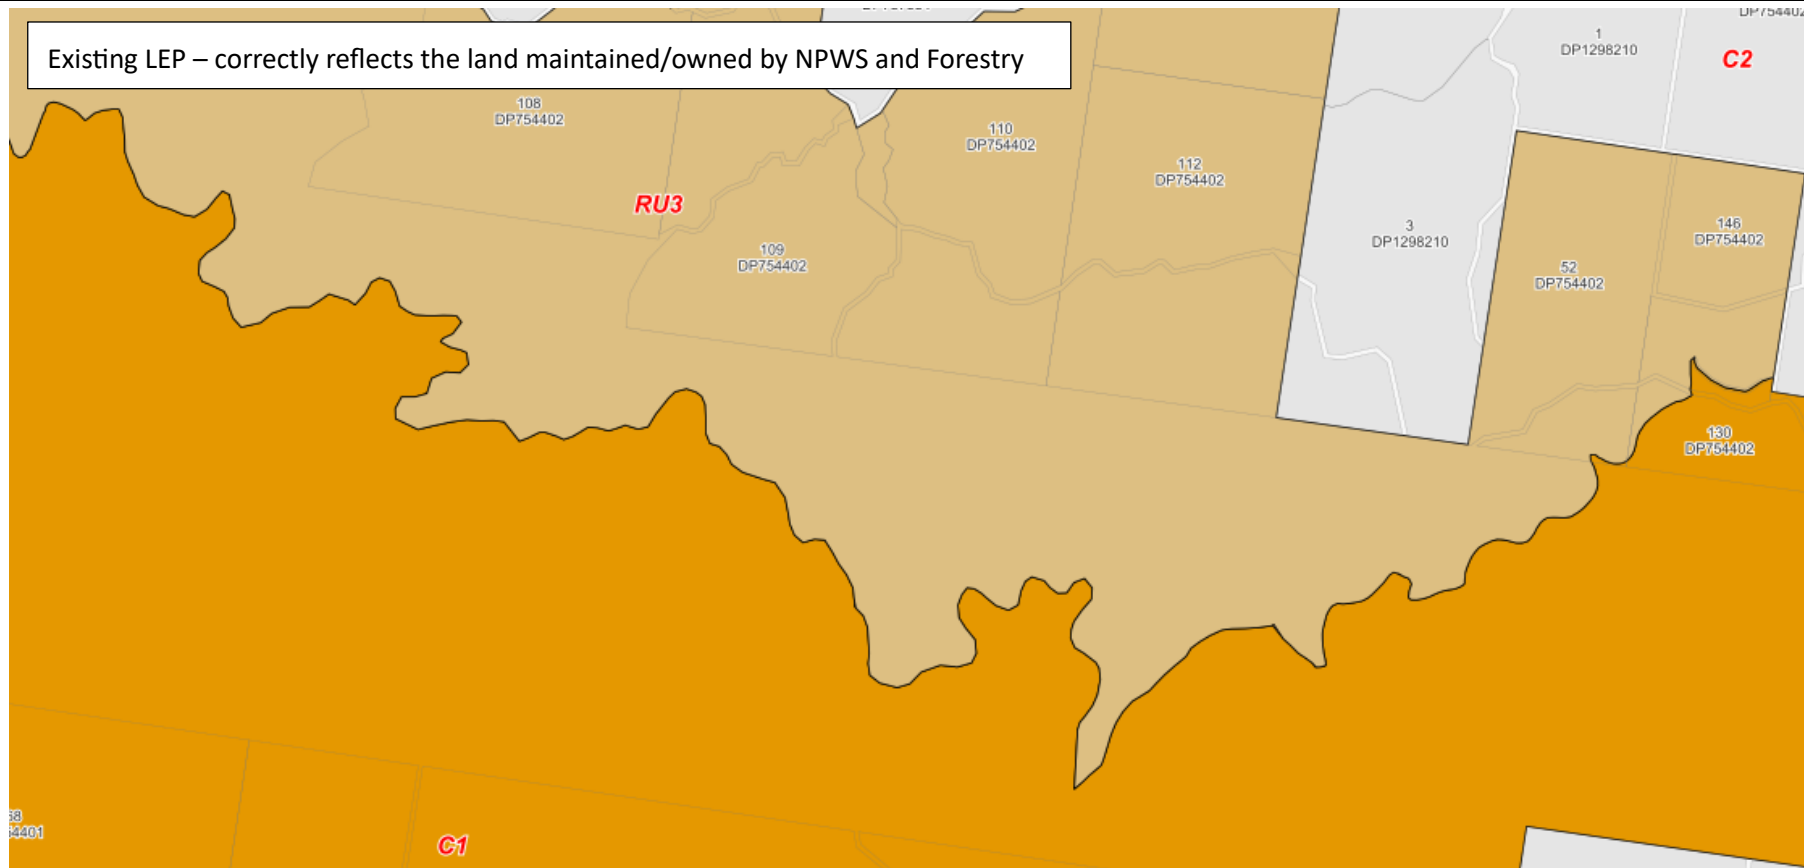 DP754402
Existing LEP – correctly reflects the land maintained/owned by NPWS and Forestry
1
DP1298210
C2
108
DP754402
110
DP754402
112
DP754402
RU3
3
DP1298210
146
DP754402
109
DP754402
52
DP754402
130
DP754402
C1